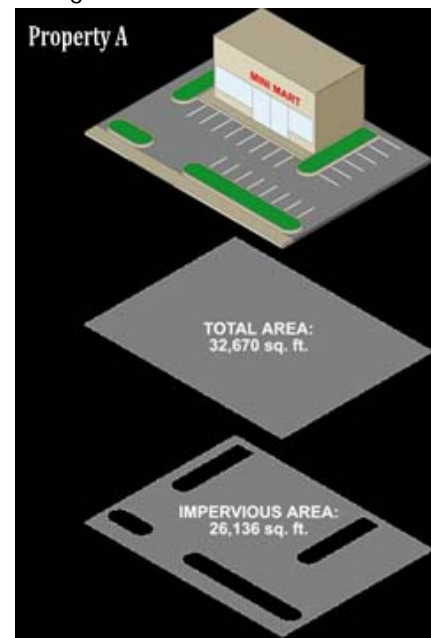 Property A
MINI MART
TOTAL AREA:
32,670 sq. ft.
IMPERVIOUS AREA:
26,136 sq. ft.